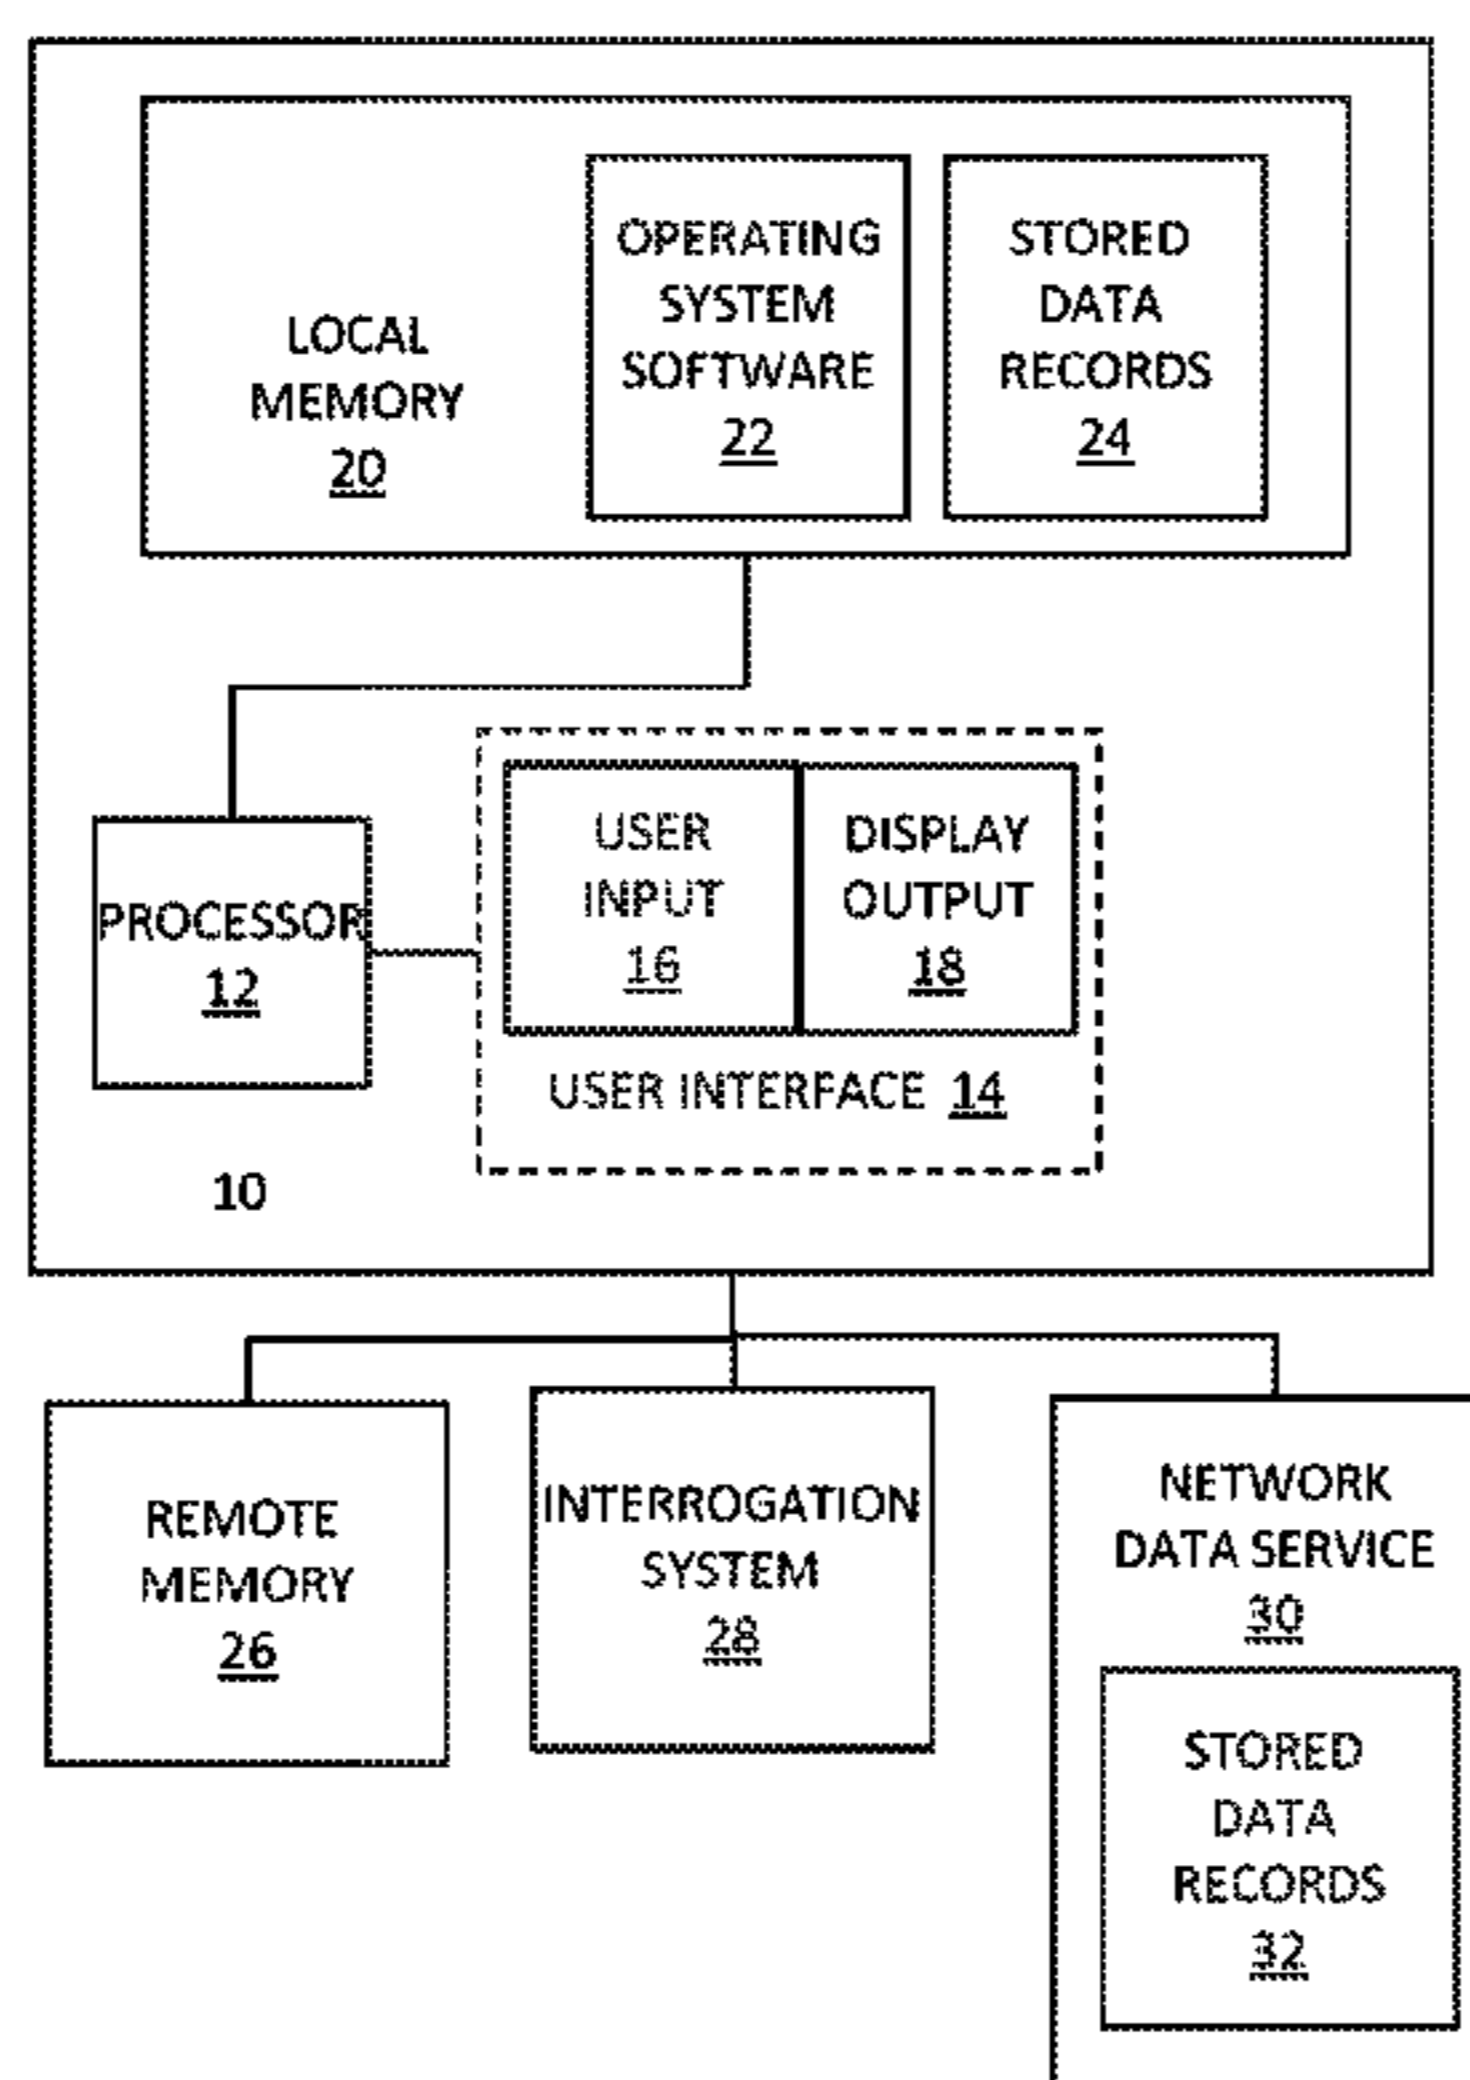 LOCAL
MEMORY
20
OPERATING
SYSTEM
SOFTWARE
22
STORED
DATA
RECORDS
24
PROCESSOR
12
USER
INPUT
16
DISPLAY
OUTPUT
18
USER INTERFACE 14
10
REMOTE
MEMORY
26
INTERROGATION
SYSTEM
28
NETWORK
DATA SERVICE
30
STORED
DATA
RECORDS
32